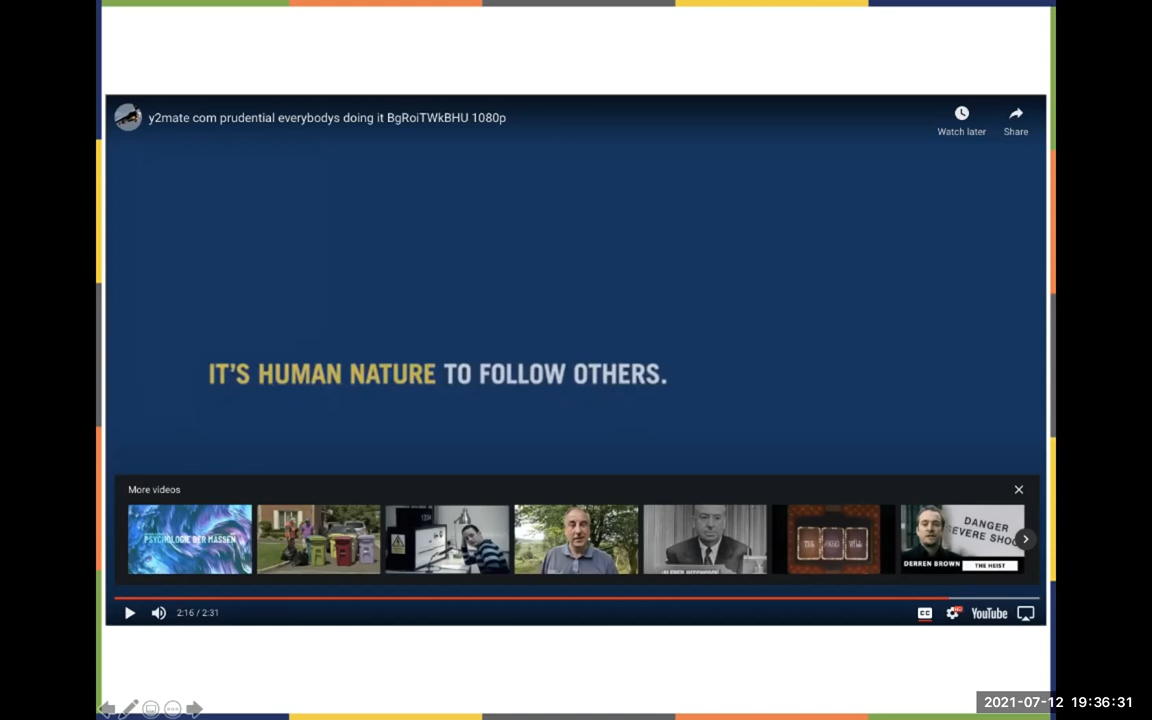 y2mate com prudential everybodys doing it BgRoiTWkBHU 1080p
Watch later
Share
IT'S HUMAN NATURE TO FOLLOW OTHERS.
More videos
PSYCHOLOGIE DER MASSEN
DANGER
SEVERE SHO
DERREN BROWN
THE HEIST
2:16 / 2:31
CC
HD
YouTube
2021-07-12 19:36:31